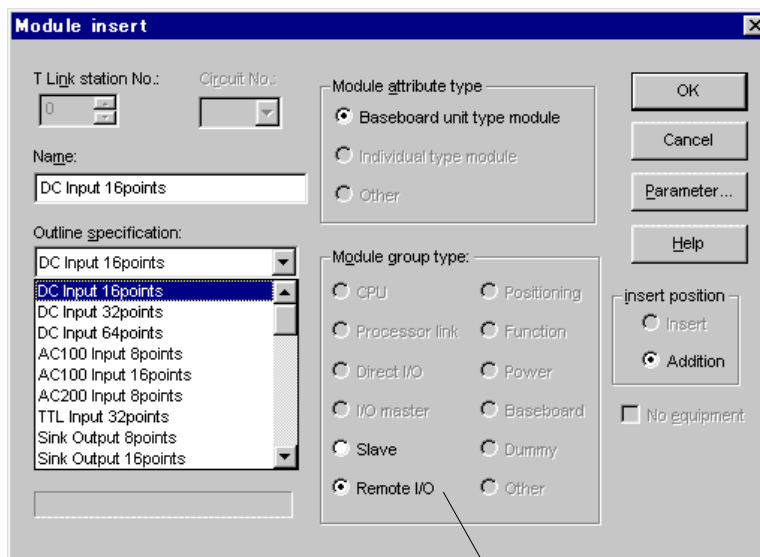 Module insert
T Link station No.:
Circuit No.:
0
Name:
DC Input 16points
Outline specification:
DC Input 16points
DC Input 16points
DC Input 32points
DC Input 64points
AC100 Input 8points
AC100 Input 16points
AC200 Input 8points
TTL Input 32points
Sink Output 8points
Sink Output 16points
Module attribute type
Baseboard unit type module
Individual type module
Other
Module group type:
CPU
Positioning
Processor link
Function
Direct I/O
Power
I/O master
Baseboard
Slave
Dummy
Remote I/O
Other
OK
Cancel
Parameter...
Help
insert position
Insert
Addition
No equipment